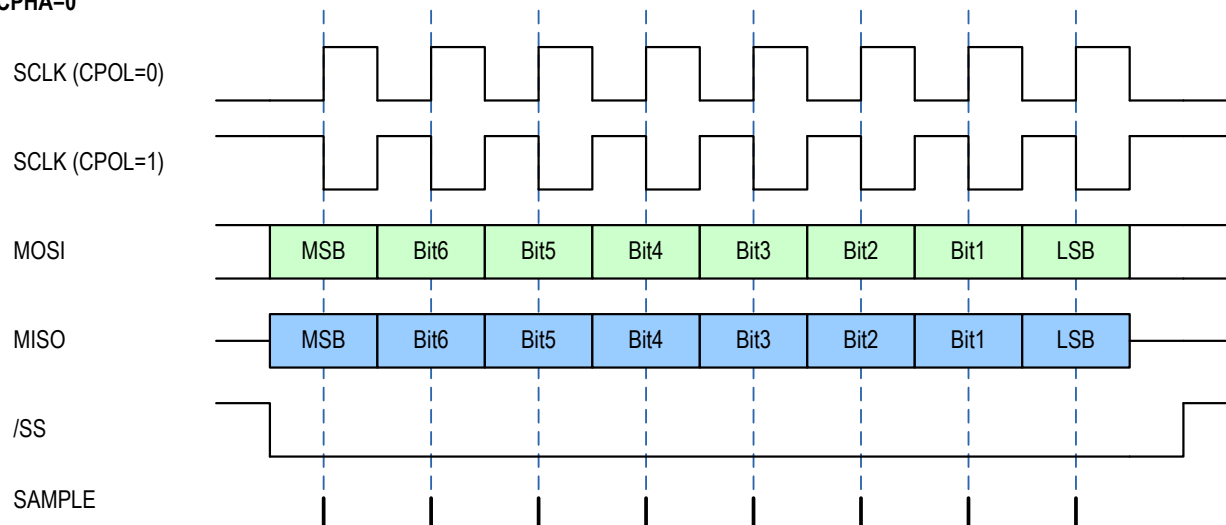 CPHA=0
SCLK (CPOL=0)
SCLK (CPOL=1)
MOSI MSB Bit6 Bit5 Bit4 Bit3 Bit2 Bit1 LSB
MISO MSB Bit6 Bit5 Bit4 Bit3 Bit2 Bit1 LSB
/SS
SAMPLE